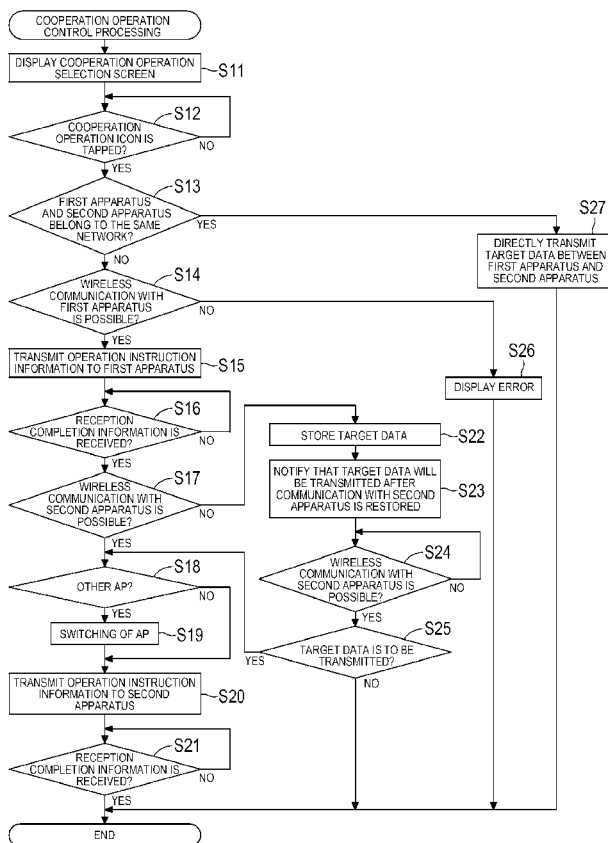 COOPERATION OPERATION
CONTROL PROCESSING
DISPLAY COOPERATION OPERATION
SELECTION SCREEN
S11
S12
COOPERATION
OPERATION ICON IS
TAPPED?
NO
YES
S13
FIRST APPARATUS
AND SECOND APPARATUS
BELONG TO THE SAME
NETWORK?
YES
NO
S27
DIRECTLY TRANSMIT
TARGET DATA BETWEEN
FIRST APPARATUS AND
SECOND APPARATUS
S14
WIRELESS
COMMUNICATION WITH
FIRST APPARATUS
IS POSSIBLE?
NO
YES
S26
DISPLAY ERROR
TRANSMIT OPERATION INSTRUCTION
INFORMATION TO FIRST APPARATUS
S15
S16
RECEPTION
COMPLETION INFORMATION IS
RECEIVED?
NO
YES
S17
WIRELESS
COMMUNICATION WITH
SECOND APPARATUS IS
POSSIBLE?
NO
YES
STORE TARGET DATA
S22
NOTIFY THAT TARGET DATA WILL
BE TRANSMITTED AFTER
COMMUNICATION WITH SECOND
APPARATUS IS RESTORED
S23
S24
WIRELESS
COMMUNICATION WITH
SECOND APPARATUS IS
POSSIBLE?
NO
YES
S25
TARGET DATA IS TO BE
TRANSMITTED?
YES
NO
S18
OTHER AP?
NO
YES
SWITCHING OF AP
S19
TRANSMIT OPERATION INSTRUCTION
INFORMATION TO SECOND
APPARATUS
S20
S21
RECEPTION
COMPLETION INFORMATION IS
RECEIVED?
NO
YES
END